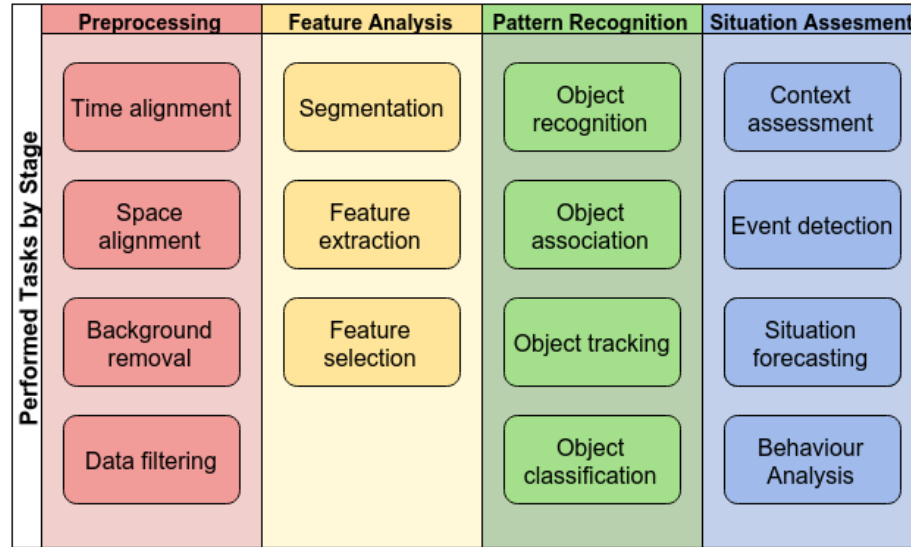 Preprocessing
Feature Analysis
Pattern Recognition
Situation Assesment
Performed Tasks by Stage
Time alignment
Space
alignment
Background
removal
Data filtering
Segmentation
Feature
extraction
Feature
selection
Object
recognition
Object
association
Object tracking
Object
classification
Context
assessment
Event detection
Situation
forecasting
Behaviour
Analysis